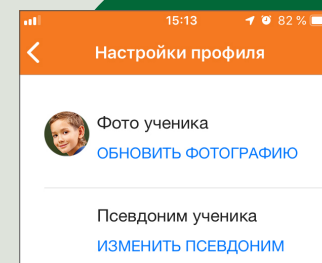 15:13 82 %
Настройки профиля
Фото ученика
ОБНОВИТЬ ФОТОГРАФИЮ
Псевдоним ученика
ИЗМЕНИТЬ ПСЕВДОНИМ